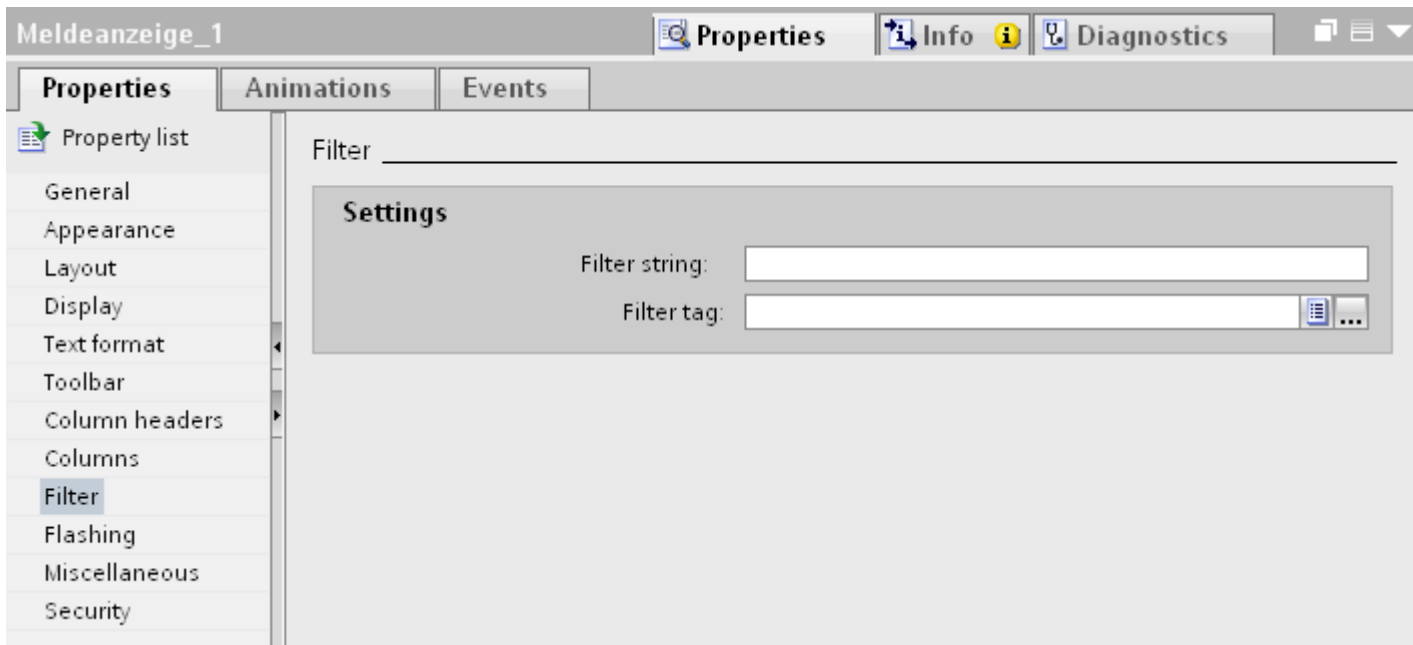 Meldeanzeige_1
Properties
Info
Diagnostics
Properties
Animations
Events
Property list
General
Appearance
Layout
Display
Text format
Toolbar
Column headers
Columns
Filter
Flashing
Miscellaneous
Security
Filter
Settings
Filter string:
Filter tag:
...